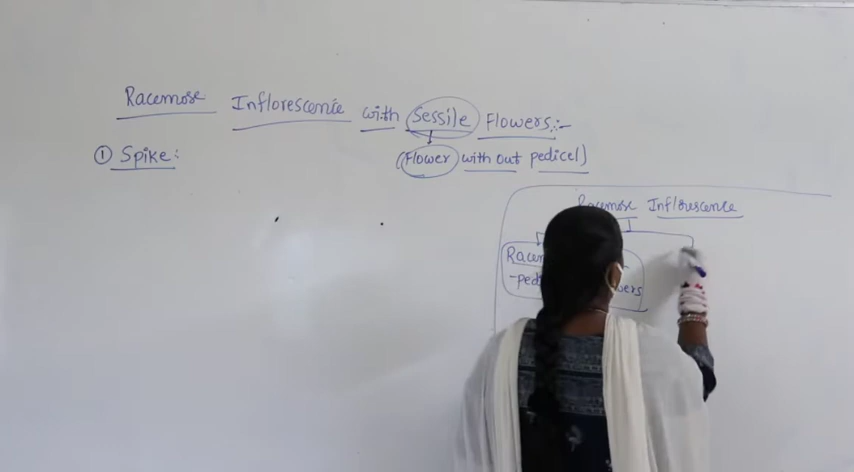 Racemose Inflorescence with Sessile Flowers:-
① Spike:
(Flower with out pedicel)
Racemose Inflorescence